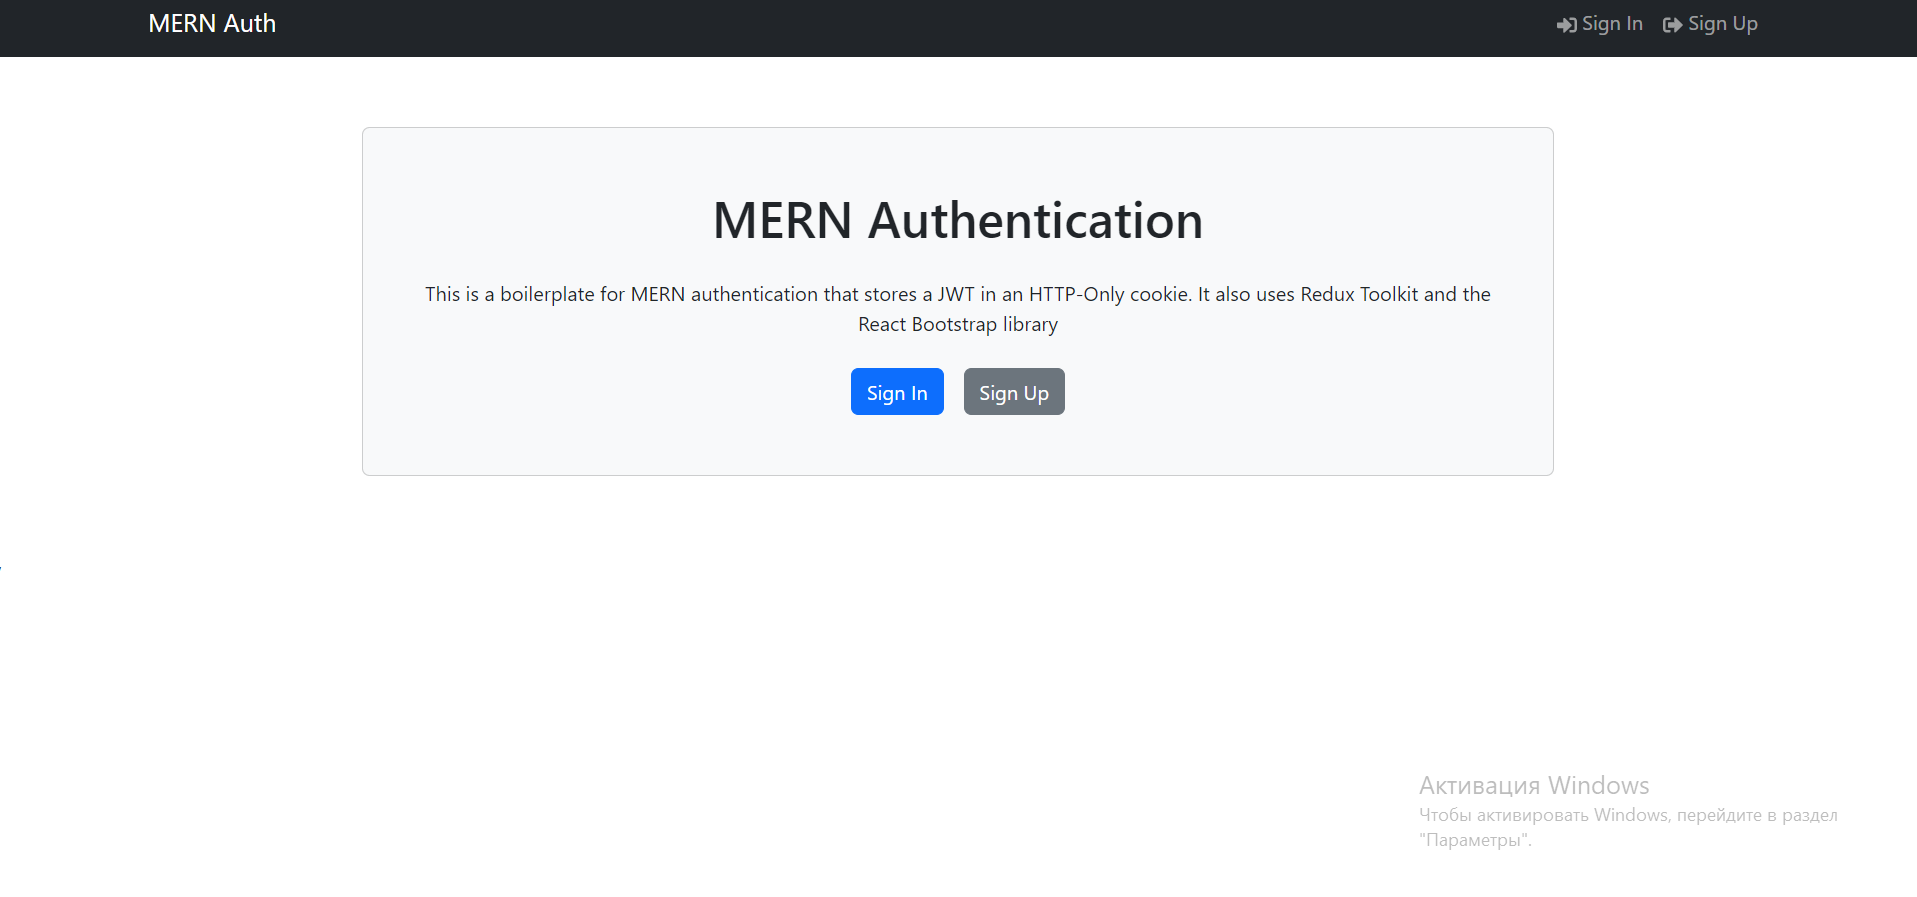 MERN Auth
Sign In
Sign Up
MERN Authentication
This is a boilerplate for MERN authentication that stores a JWT in an HTTP-Only cookie. It also uses Redux Toolkit and the
React Bootstrap library
Sign In
Sign Up
Активация Windows
Чтобы активировать Windows, перейдите в раздел
"Параметры".